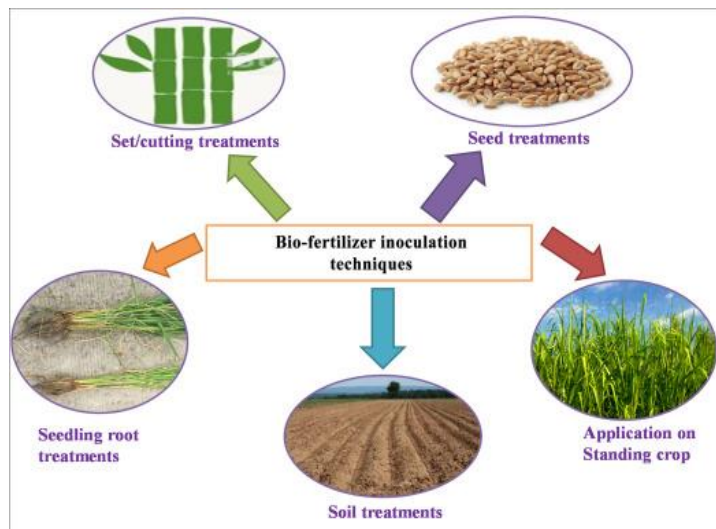 Set/cutting treatments
Seed treatments
Bio-fertilizer inoculation
techniques
Seedling root
treatments
Soil treatments
Application on
Standing crop